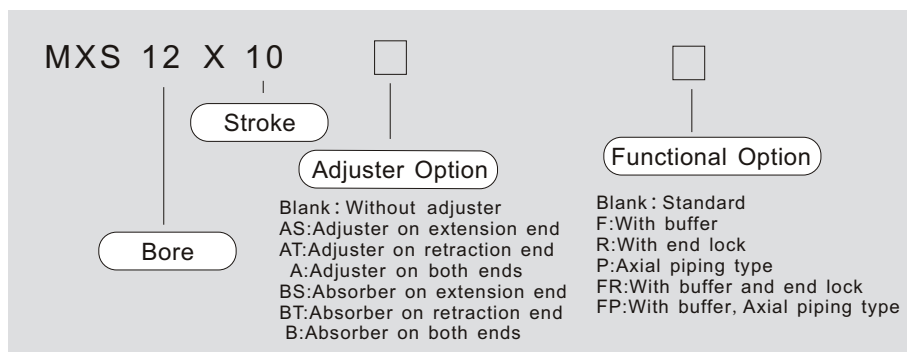 MXS 12 X 10 □ □
Stroke
Adjuster Option
Functional Option
Bore
Blank：Without adjuster
AS:Adjuster on extension end
AT:Adjuster on retraction end
A:Adjuster on both ends
BS:Absorber on extension end
BT:Absorber on retraction end
B:Absorber on both ends
Blank：Standard
F:With buffer
R:With end lock
P:Axial piping type
FR:With buffer and end lock
FP:With buffer, Axial piping type